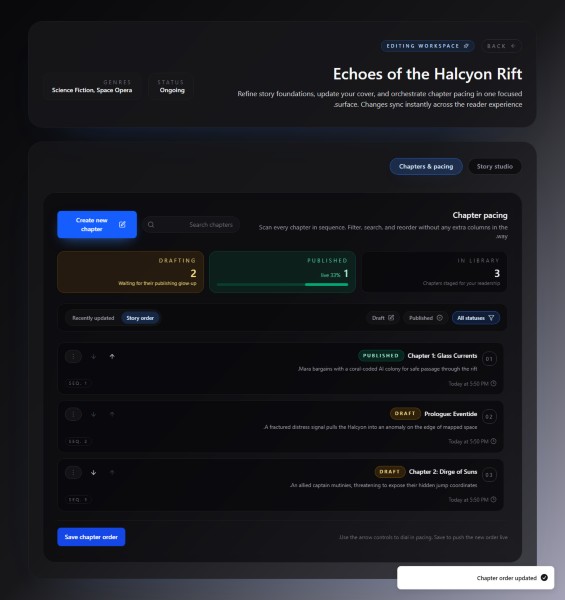 BACK
EDITING WORKSPACE
Echoes of the Halcyon Rift
Refine story foundations, update your cover, and orchestrate chapter pacing in one focused
.surface. Changes sync instantly across the reader experience
STATUS
Ongoing
GENRES
Science Fiction, Space Opera
Story studio
Chapters & pacing
Chapter pacing
Scan every chapter in sequence. Filter, search, and reorder without any extra columns in the
.way
Search chapters
Create new
chapter
IN LIBRARY
3
Chapters staged for your readership
PUBLISHED
1
live 33%
DRAFTING
2
Waiting for their publishing glow-up
All statuses
Published
Draft
Story order
Recently updated
01
Chapter 1: Glass Currents
PUBLISHED
.Mara bargains with a coral-coded AI colony for safe passage through the rift
Today at 5:50 PM
SEQ. 1
02
Prologue: Eventide
DRAFT
.A fractured distress signal pulls the Halcyon into an anomaly on the edge of mapped space
Today at 5:50 PM
SEQ. 2
03
Chapter 2: Dirge of Suns
DRAFT
.An allied captain mutinies, threatening to expose their hidden jump coordinates
Today at 5:50 PM
SEQ. 3
.Use the arrow controls to dial in pacing. Save to push the new order live
Save chapter order
Chapter order updated